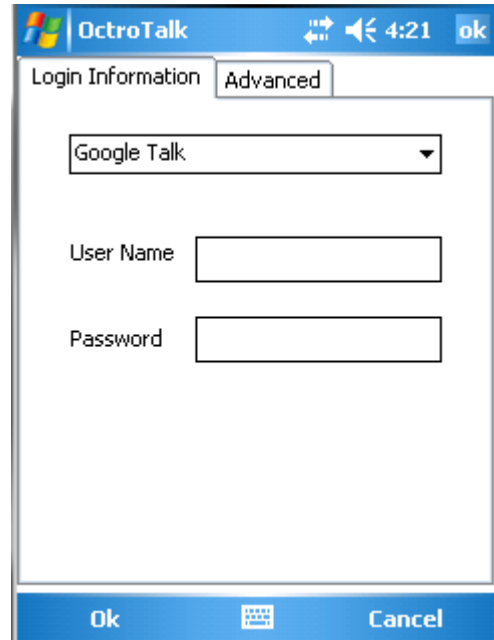 OctroTalk 4:21 ok
Login Information Advanced
Google Talk
User Name
Password
Ok Cancel